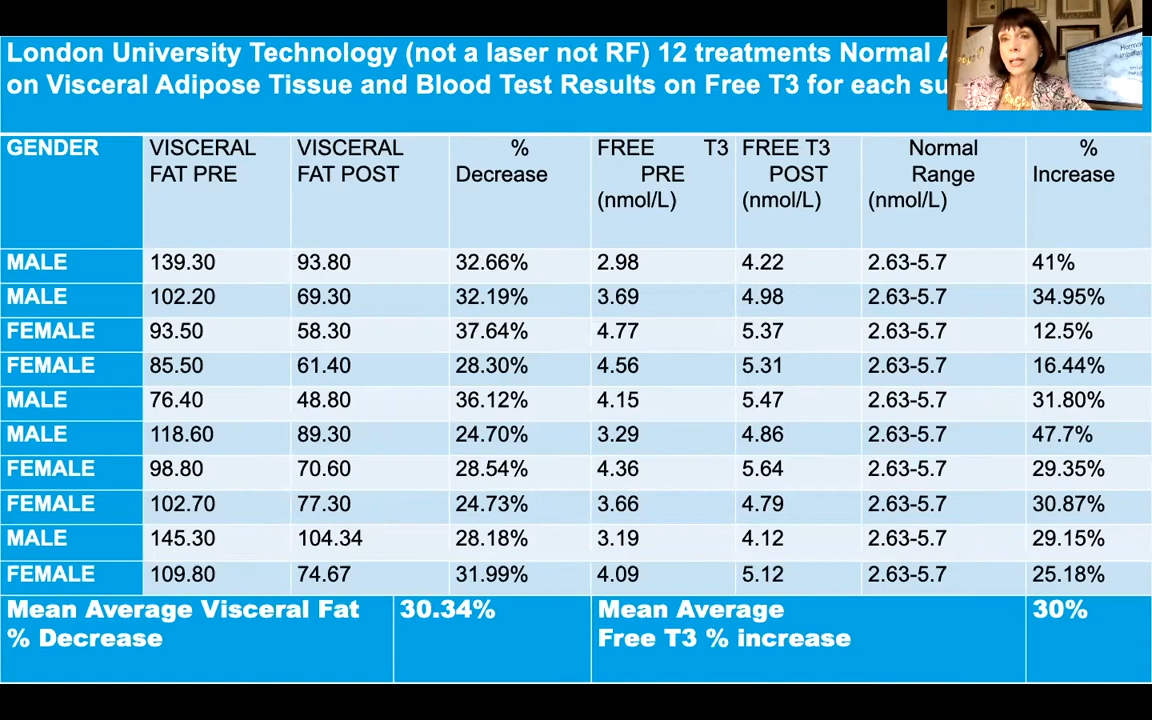 London University Technology (not a laser not RF) 12 treatments Normal
on Visceral Adipose Tissue and Blood Test Results on Free T3 for each
GENDER VISCERAL FAT PRE VISCERAL FAT POST % Decrease FREE T3 PRE (nmol/L) FREE T3 POST (nmol/L) Normal Range (nmol/L) % Increase
MALE 139.30 93.80 32.66% 2.98 4.22 2.63-5.7 41%
MALE 102.20 69.30 32.19% 3.69 4.98 2.63-5.7 34.95%
FEMALE 93.50 58.30 37.64% 4.77 5.37 2.63-5.7 12.5%
FEMALE 85.50 61.40 28.30% 4.56 5.31 2.63-5.7 16.44%
MALE 76.40 48.80 36.12% 4.15 5.47 2.63-5.7 31.80%
MALE 118.60 89.30 24.70% 3.29 4.86 2.63-5.7 47.7%
FEMALE 98.80 70.60 28.54% 4.36 5.64 2.63-5.7 29.35%
FEMALE 102.70 77.30 24.73% 3.66 4.79 2.63-5.7 30.87%
MALE 145.30 104.34 28.18% 3.19 4.12 2.63-5.7 29.15%
FEMALE 109.80 74.67 31.99% 4.09 5.12 2.63-5.7 25.18%
Mean Average Visceral Fat % Decrease 30.34% Mean Average Free T3 % increase 30%